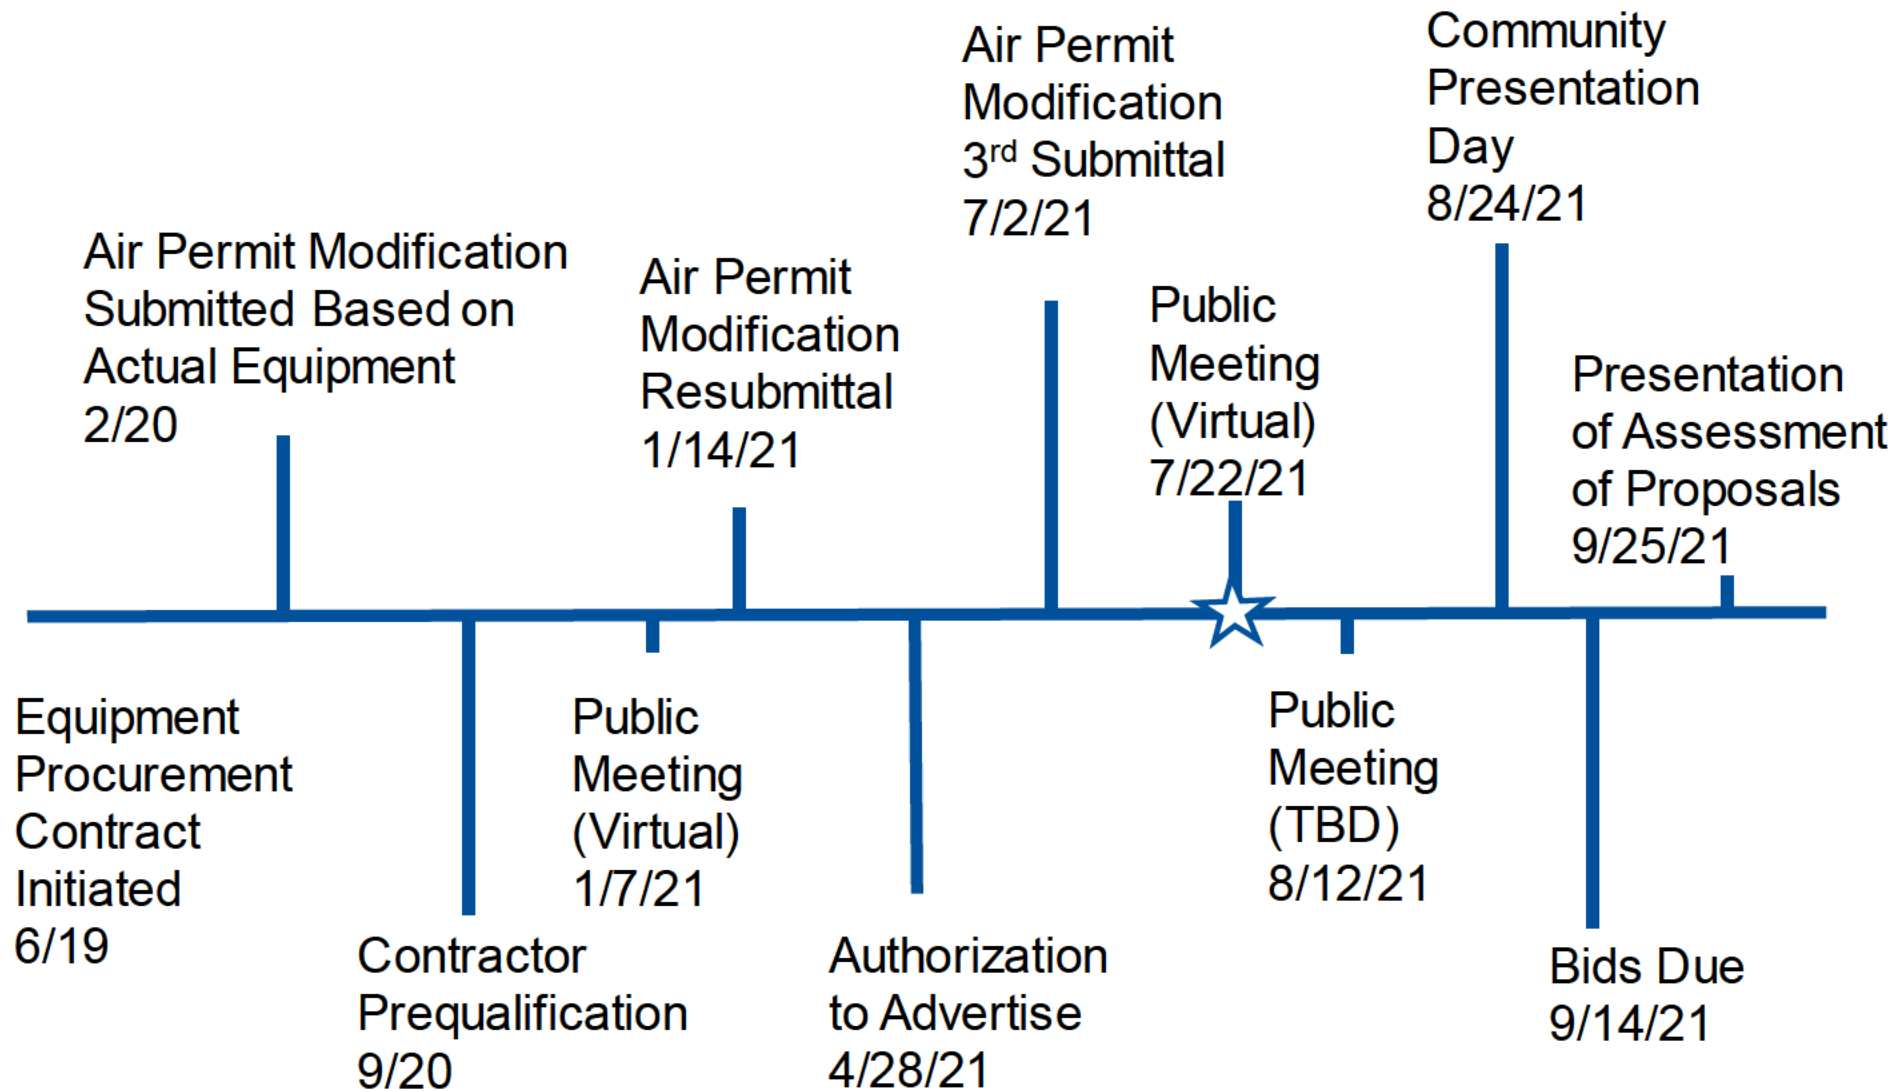 Air Permit Modification
Submitted Based on
Actual Equipment
2/20
Air Permit
Modification
Resubmittal
1/14/21
Air Permit
Modification
3rd Submittal
7/2/21
Public
Meeting
(Virtual)
7/22/21
Community
Presentation
Day
8/24/21
Presentation
of Assessment
of Proposals
9/25/21
Equipment
Procurement
Contract
Initiated
6/19
Contractor
Prequalification
9/20
Public
Meeting
(Virtual)
1/7/21
Authorization
to Advertise
4/28/21
Public
Meeting
(TBD)
8/12/21
Bids Due
9/14/21